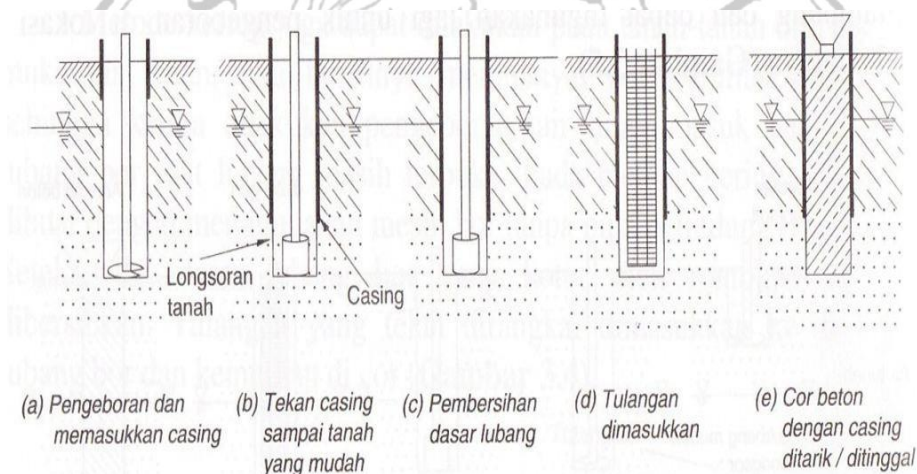 Longsoran
tanah
Casing
(a) Pengeboran dan
memasukkan casing
(b) Tekan casing
sampai tanah
yang mudah
(c) Pembersihan
dasar lubang
(d) Tulangan
dimasukkan
(e) Cor beton
dengan casing
ditarik / ditinggal